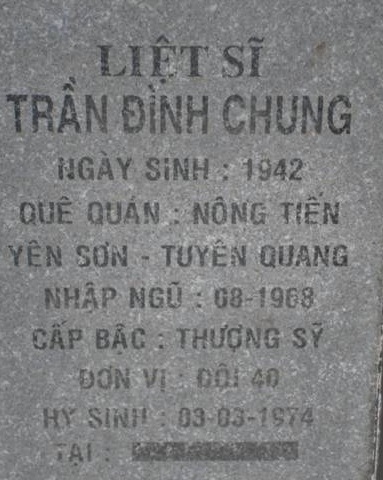 LIỆT SĨ
TRẦN ĐÌNH CHUNG
NGÀY SINH : 1942
QUÊ QUÁN : NÔNG TIẾN
YÊN SƠN - TUYÊN QUANG
NHẬP NGŨ : 08-1968
CẤP BẬC : THƯỢNG SỸ
ĐƠN VỊ : ĐỘI 40
HY SINH : 03-03-1974
TẠI :